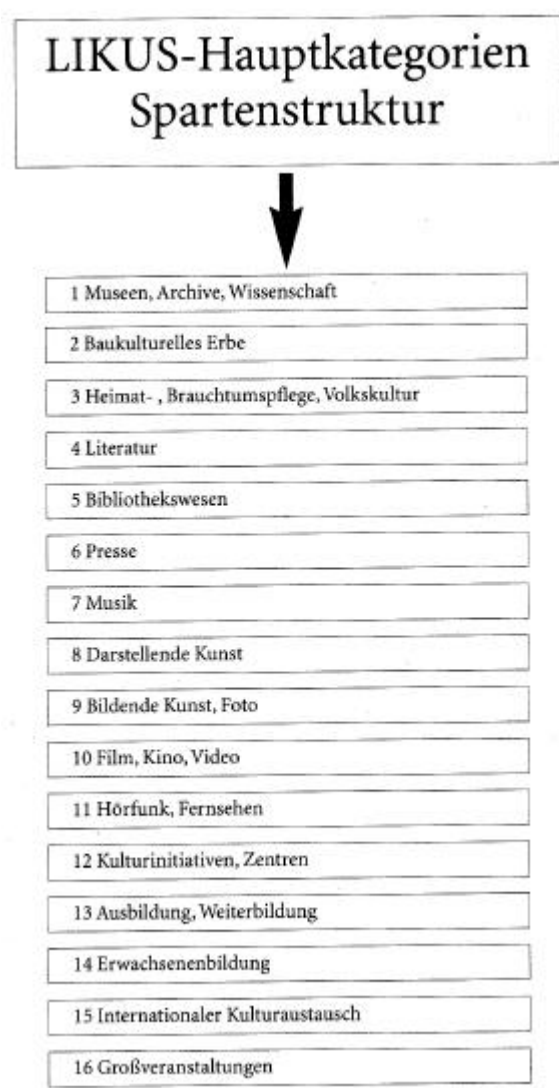 LIKUS-Hauptkategorien
Spartenstruktur
1 Museen, Archive, Wissenschaft
2 Baukulturelles Erbe
3 Heimat- , Brauchtumspflege, Volkskultur
4 Literatur
5 Bibliothekswesen
6 Presse
7 Musik
8 Darstellende Kunst
9 Bildende Kunst, Foto
10 Film, Kino, Video
11 Hörfunk, Fernsehen
12 Kulturinitiativen, Zentren
13 Ausbildung, Weiterbildung
14 Erwachsenenbildung
15 Internationaler Kulturaustausch
16 Großveranstaltungen